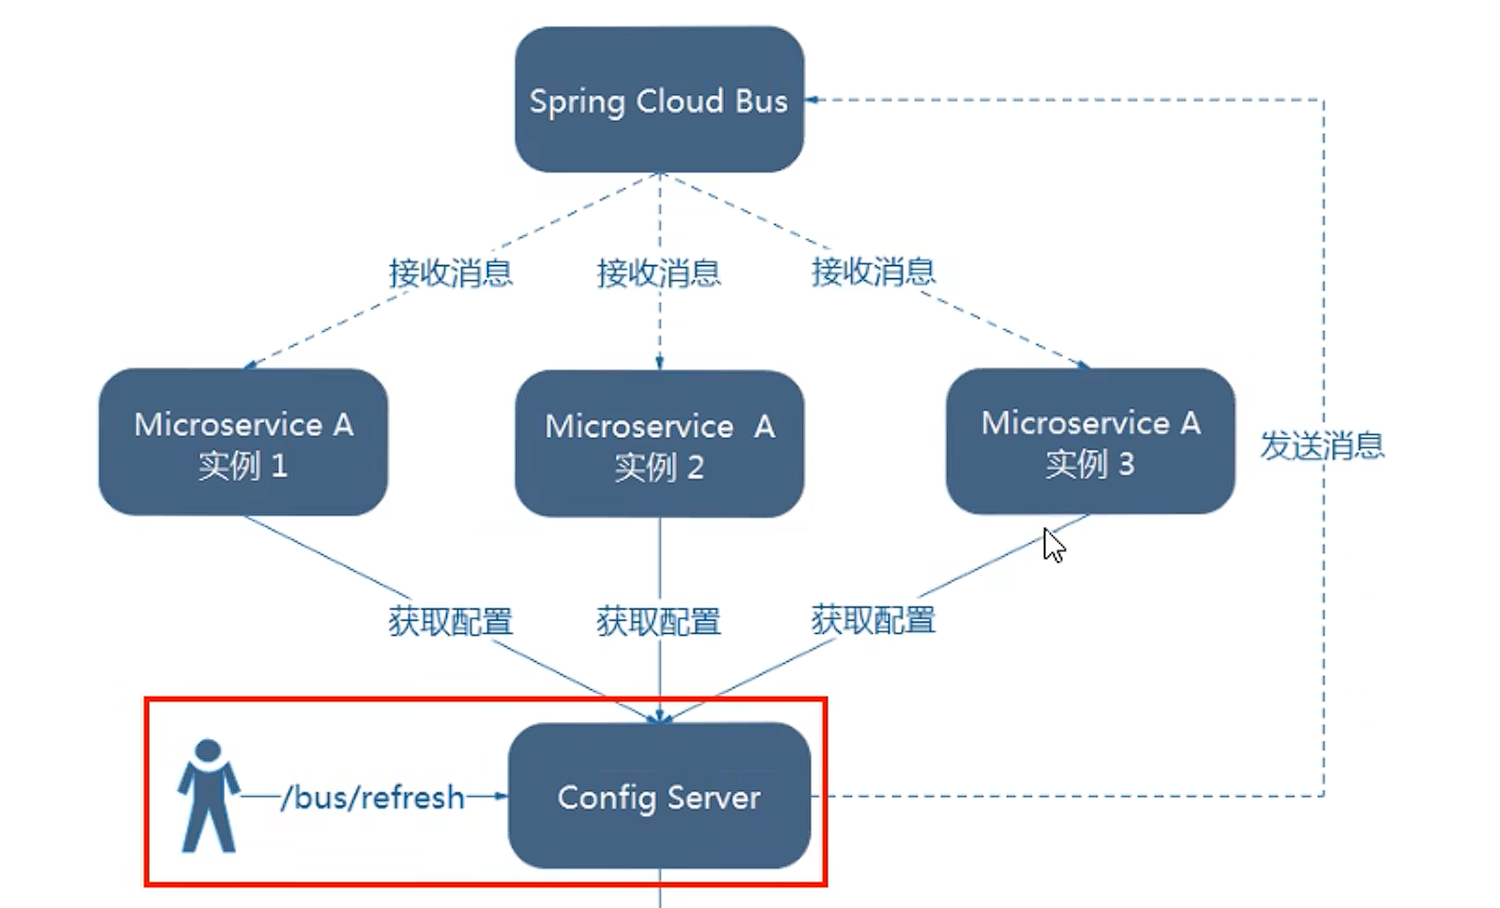 Spring Cloud Bus
接收消息
接收消息
接收消息
Microservice A
实例 1
Microservice A
实例 2
Microservice A
实例 3
发送消息
获取配置
获取配置
获取配置
/bus/refresh
Config Server